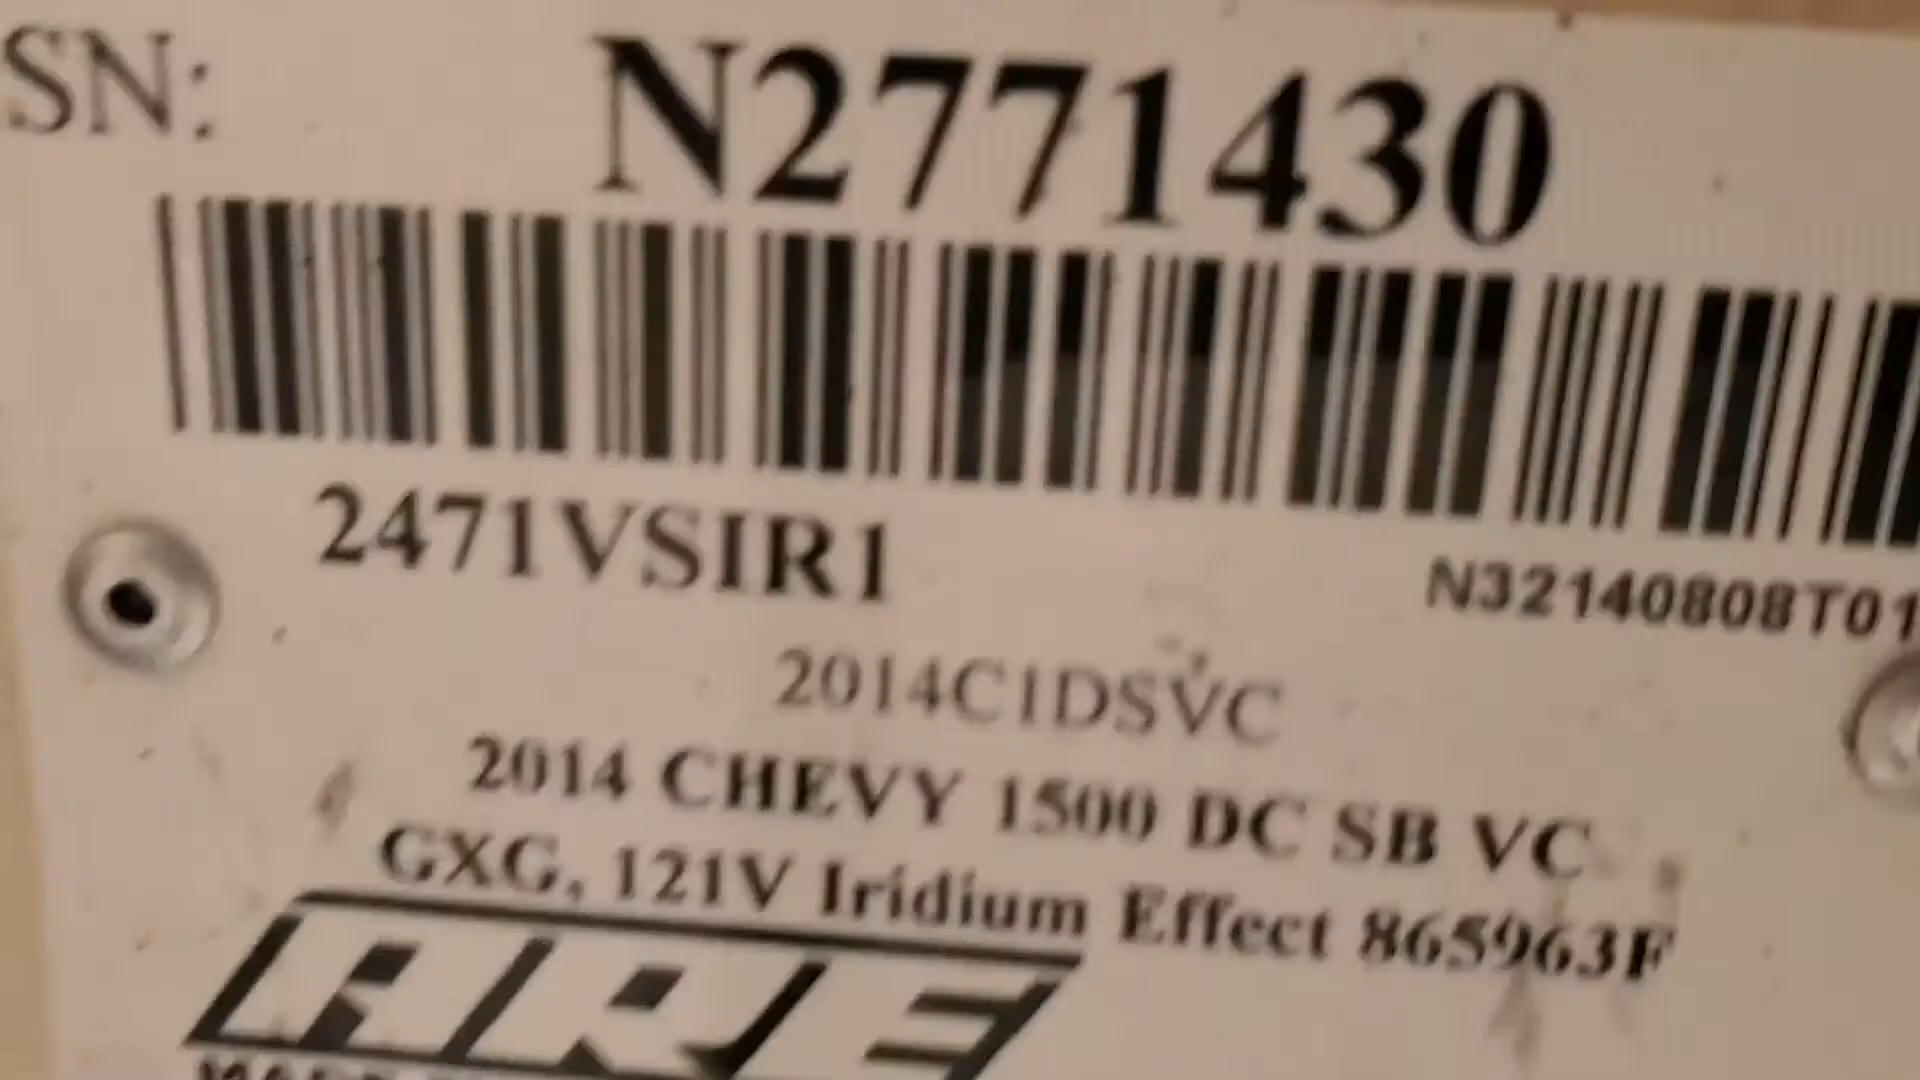 SN: N2771430
2471VSIR1
N32140808T01
2014C1DSVC
2014 CHEVY 1500 DC SB VC
GXG, 121V Iridium Effect 865963F
ARE